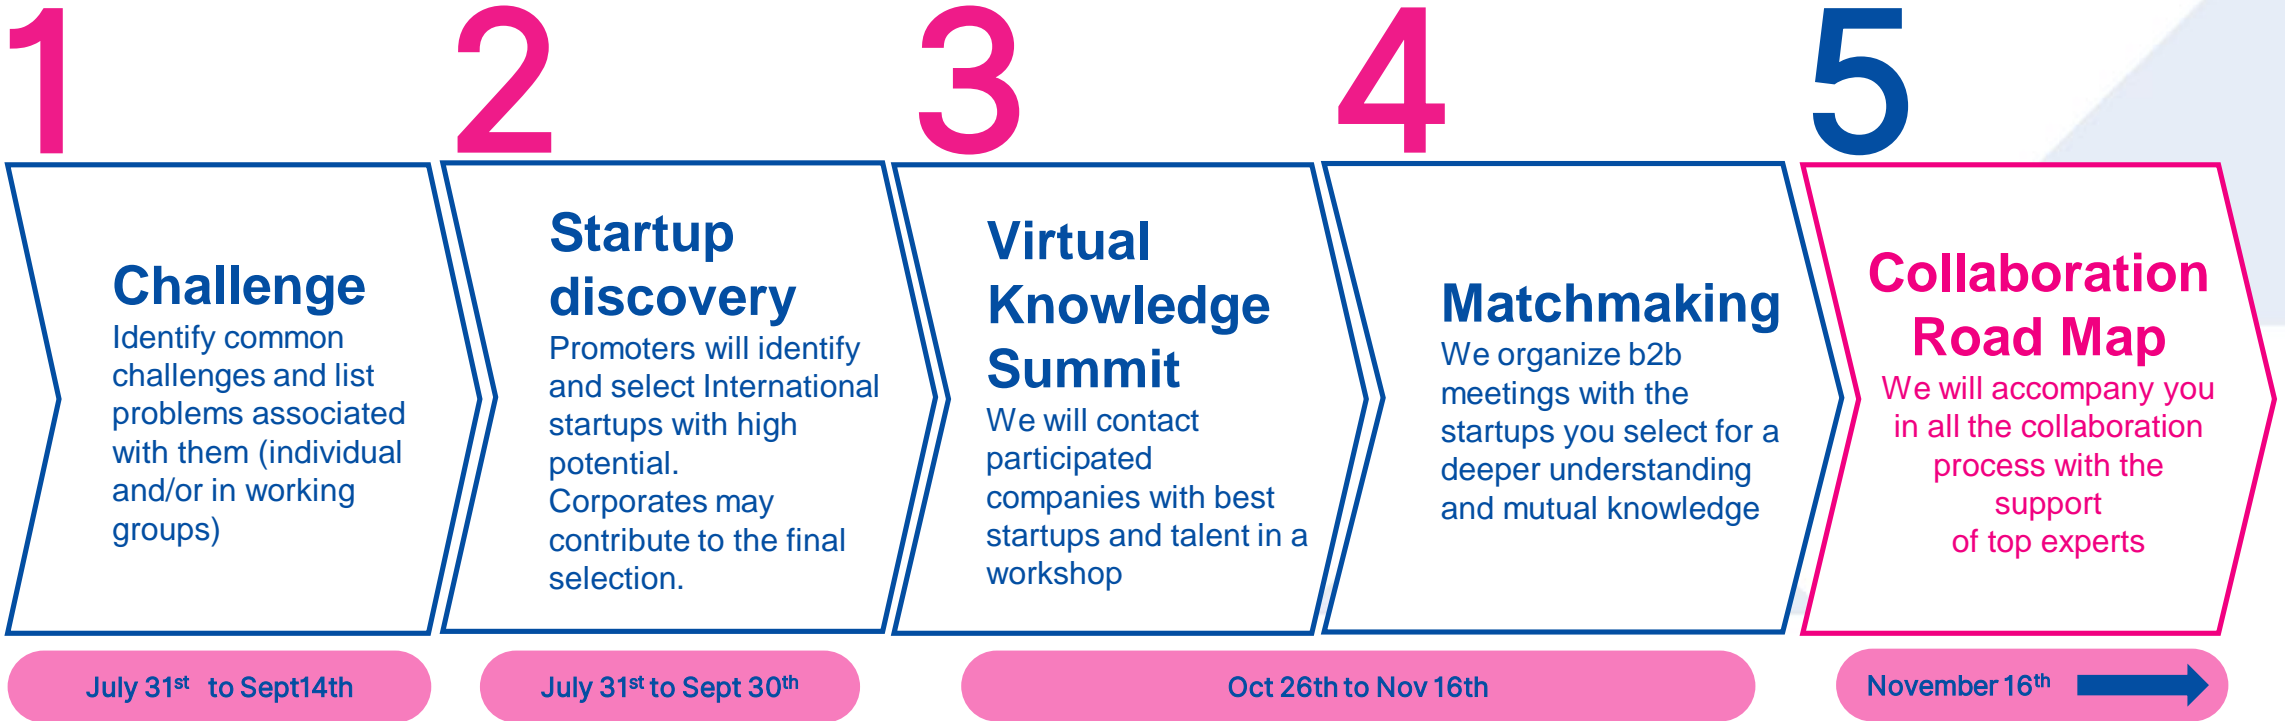 1
2
3
4
5
Challenge
Identify common
challenges and list
problems associated
with them (individual
and/or in working
groups)
Startup
discovery
Promoters will identify
and select International
startups with high
potential.
Corporates may
contribute to the final
selection.
Virtual
Knowledge
Summit
We will contact
participated
companies with best
startups and talent in a
workshop
Matchmaking
We organize b2b
meetings with the
startups you select for a
deeper understanding
and mutual knowledge
Collaboration
Road Map
We will accompany you
in all the collaboration
process with the
support
of top experts
July 31st to Sept14th
July 31st to Sept 30th
Oct 26th to Nov 16th
November 16th